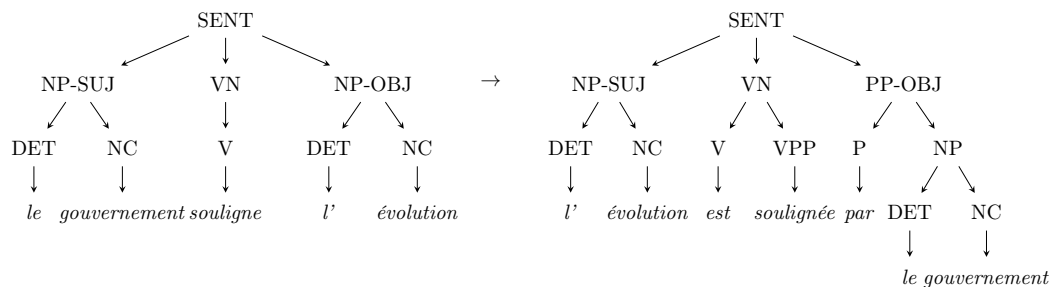 SENT SENT
NP-SUJ VN NP-OBJ → NP-SUJ VN PP-OBJ
DET NC V DET NC DET NC V VPP P NP
le gouvernement souligne l' évolution l' évolution est soulignée par DET NC
le gouvernement